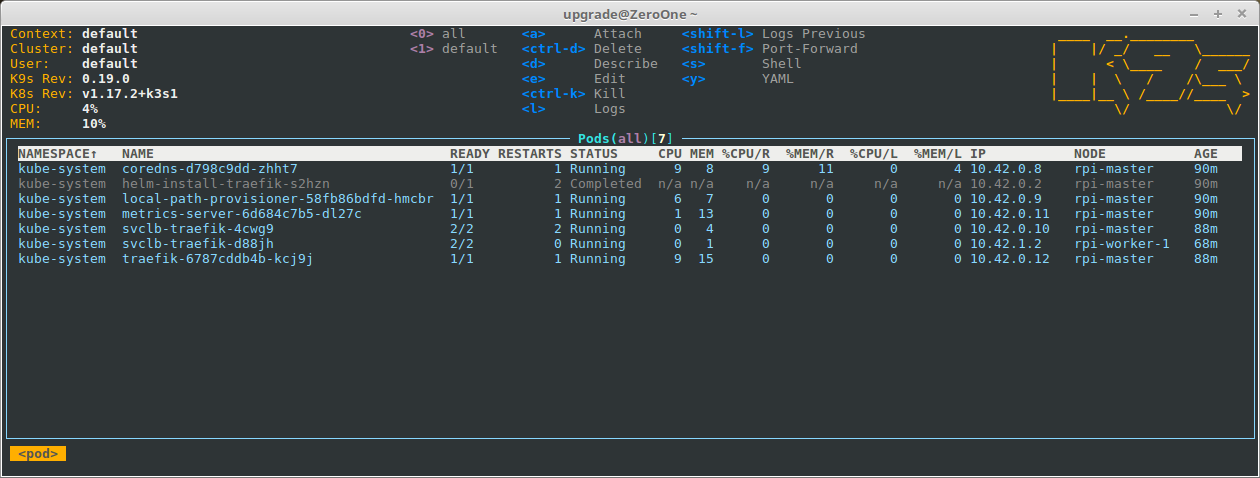 upgrade@ZeroOne ~
Context: default <0> all <a> Attach <shift-l> Logs Previous
Cluster: default <1> default <ctrl-d> Delete <shift-f> Port-Forward
User: default <d> Describe <s> Shell
K9s Rev: 0.19.0 <e> Edit <y> YAML
K8s Rev: v1.17.2+k3s1 <ctrl-k> Kill
CPU: 4% <l> Logs
MEM: 10%
Pods(all)[7]
NAMESPACE↑ NAME READY RESTARTS STATUS CPU MEM %CPU/R %MEM/R %CPU/L %MEM/L IP NODE AGE
kube-system coredns-d798c9dd-zhht7 1/1 1 Running 9 8 9 11 0 4 10.42.0.8 rpi-master 90m
kube-system helm-install-traefik-s2hzn 0/1 2 Completed n/a n/a n/a n/a n/a n/a 10.42.0.2 rpi-master 90m
kube-system local-path-provisioner-58fb86bdfd-hmcbr 1/1 1 Running 6 7 0 0 0 0 10.42.0.9 rpi-master 90m
kube-system metrics-server-6d684c7b5-dl27c 1/1 1 Running 1 13 0 0 0 0 10.42.0.11 rpi-master 90m
kube-system svclb-traefik-4cwg9 2/2 2 Running 0 4 0 0 0 0 10.42.0.10 rpi-master 88m
kube-system svclb-traefik-d88jh 2/2 0 Running 0 1 0 0 0 0 10.42.1.2 rpi-worker-1 68m
kube-system traefik-6787cddb4b-kcj9j 1/1 1 Running 9 15 0 0 0 0 10.42.0.12 rpi-master 88m
<pod>